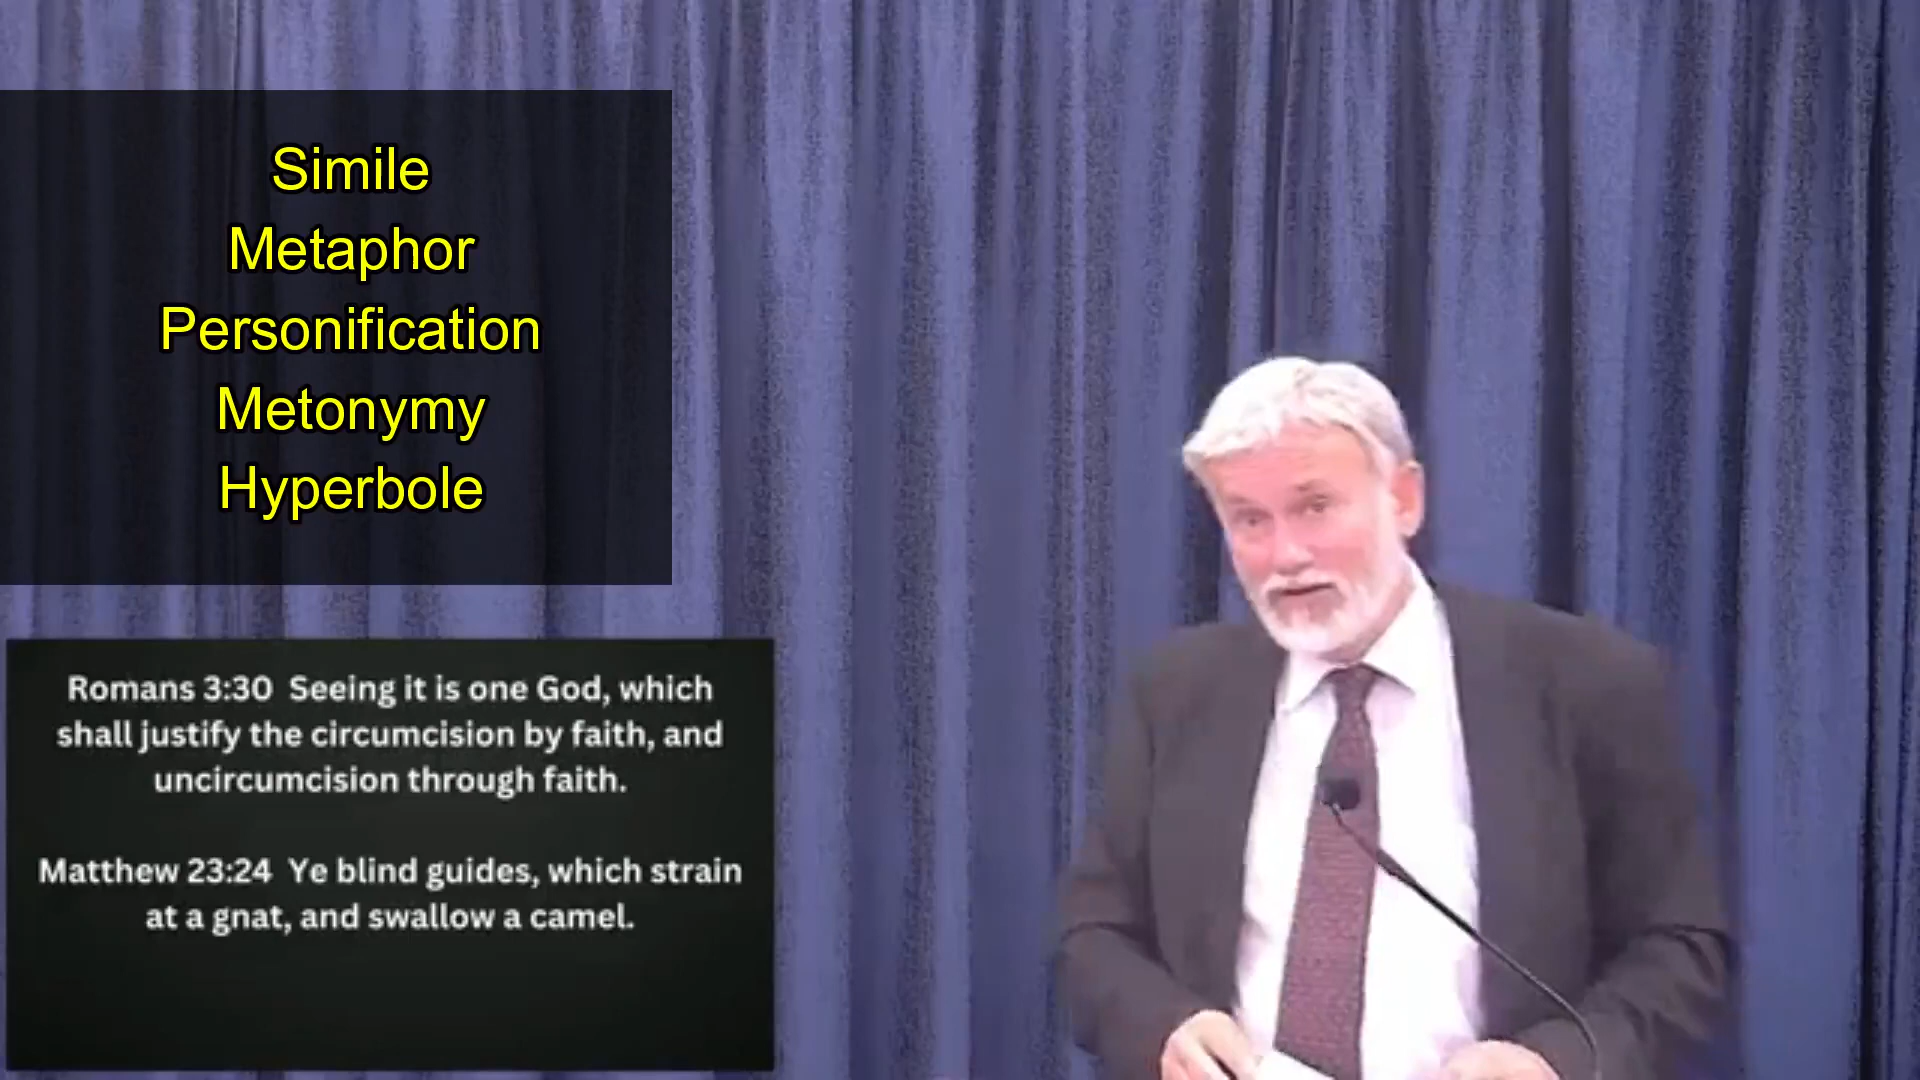 Simile
Metaphor
Personification
Metonymy
Hyperbole
Romans 3:30 Seeing it is one God, which
shall justify the circumcision by faith, and
uncircumcision through faith.
Matthew 23:24 Ye blind guides, which strain
at a gnat, and swallow a camel.